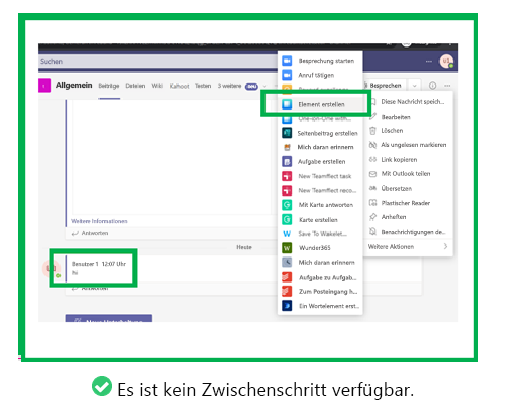 Suchen
Allgemein Beiträge Dateien Wiki Kahoot Testen 3 weitere
Besprechen
Besprechung starten
Anruf tätigen
Element erstellen
One-on-One with...
Seitenbeitrag erstellen
Mich daran erinnern
Aufgabe erstellen
New Teamflect task
New Teamflect reco...
Mit Karte antworten
Karte erstellen
Save To Wakelet...
Wunder365
Mich daran erinnern
Aufgabe zu Aufgab...
Zum Posteingang h...
Ein Wortelement erst...
Diese Nachricht speich...
Bearbeiten
Löschen
Als ungelesen markieren
Link kopieren
Mit Outlook teilen
Übersetzen
Plastischer Reader
Anheften
Benachrichtigungen de...
Weitere Aktionen
Weitere Informationen
Antworten
Heute
Benutzer 1 12:07 Uhr
hi
Antworten
Es ist kein Zwischenschritt verfügbar.